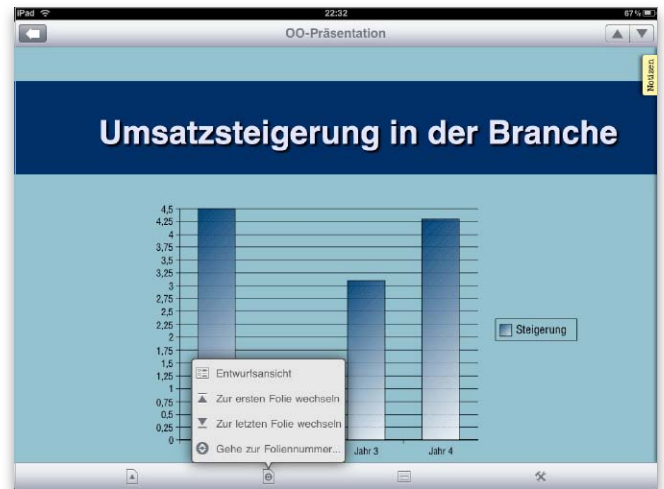 iPad 22:32 67 %
OO-Präsentation
Notizen
Umsatzsteigerung in der Branche
4,5
4,25
4
3,75
3,5
3,25
3
2,75
2,5
2,25
2
1,75
1,5
1,25
1
0,75
0,5
0,25
0
Steigerung
Entwurfsansicht
Zur ersten Folie wechseln
Zur letzten Folie wechseln
Gehe zur Foliennummer...
Jahr 3 Jahr 4